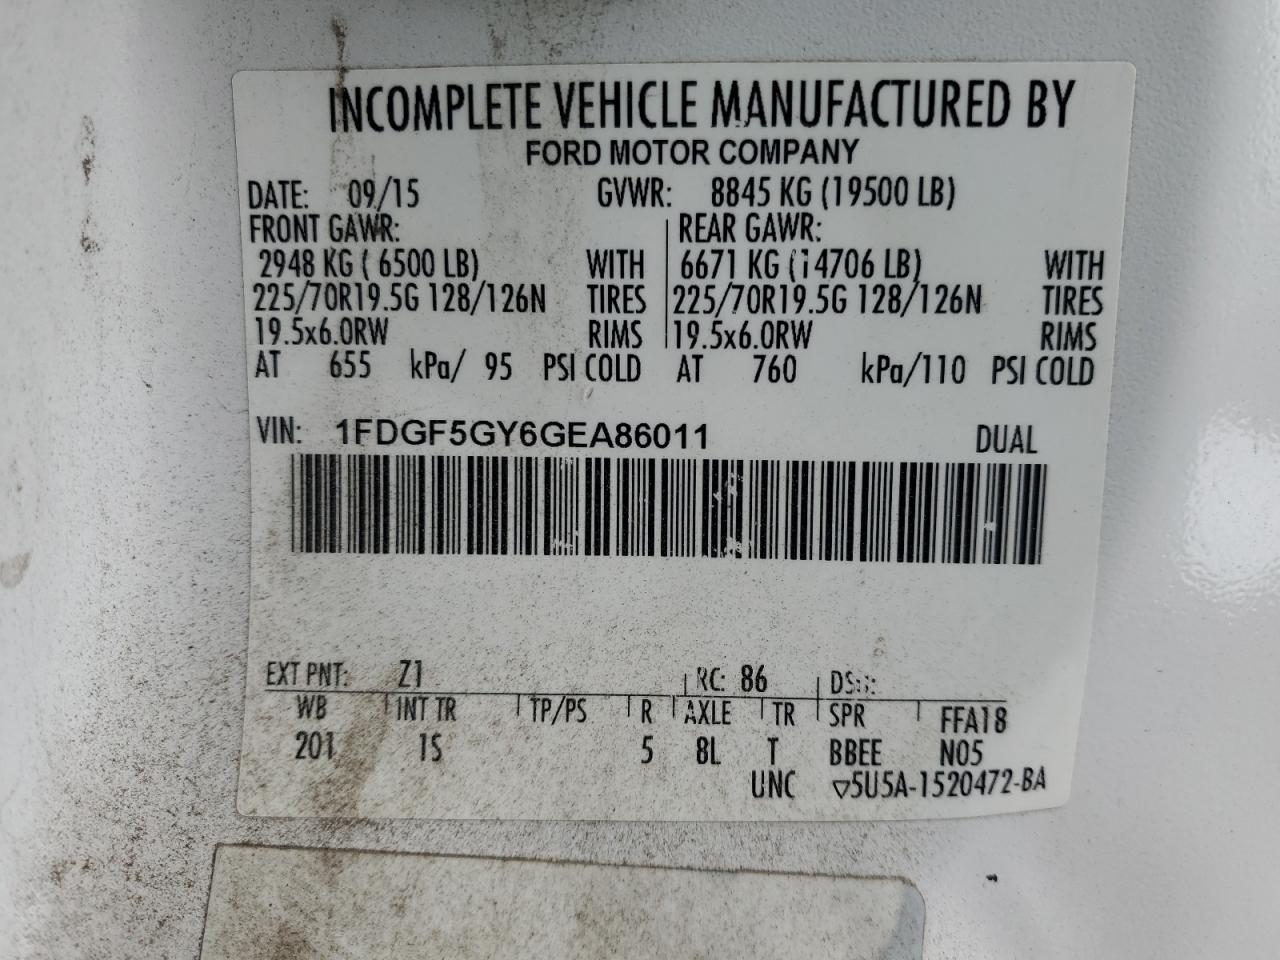 INCOMPLETE VEHICLE MANUFACTURED BY
FORD MOTOR COMPANY
DATE: 09/15 GVWR: 8845 KG (19500 LB)
FRONT GAWR: REAR GAWR:
2948 KG ( 6500 LB) WITH 6671 KG (14706 LB) WITH
225/70R19.5G 128/126N TIRES 225/70R19.5G 128/126N TIRES
19.5x6.0RW RIMS 19.5x6.0RW RIMS
AT 655 kPa/ 95 PSI COLD AT 760 kPa/110 PSI COLD
VIN: 1FDGF5GY6GEA86011 DUAL
EXT PNT: Z1 RC: 86 DS:
WB INT TR TP/PS R AXLE TR SPR FFA18
201 1S 5 8L T BBEE N05
UNC ▽5U5A-1520472-BA